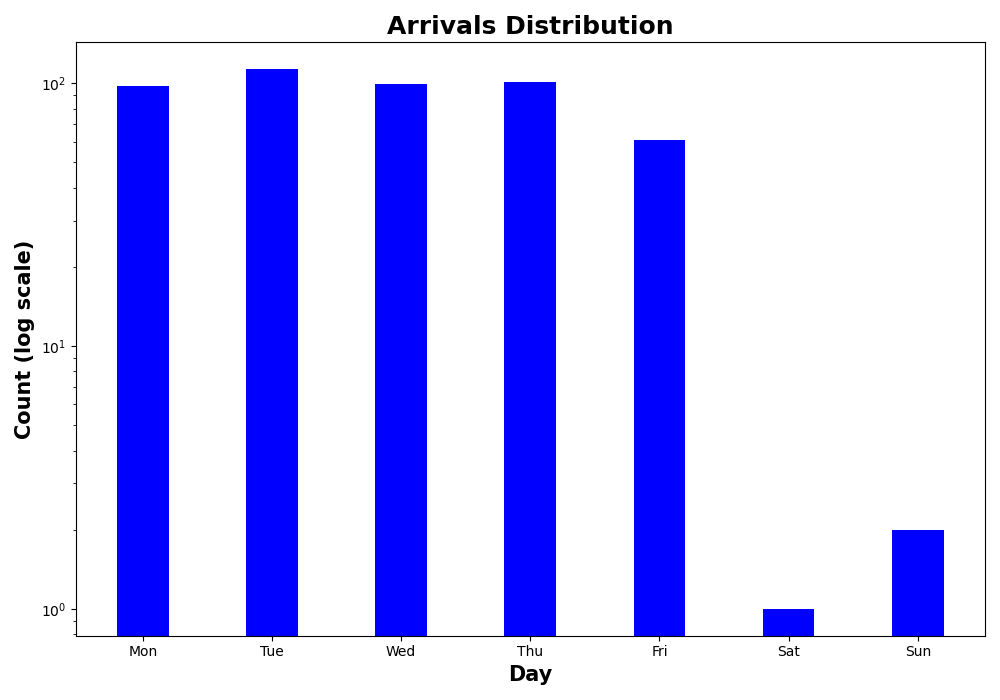 Arrivals Distribution
Count (log scale)
10²
10¹
10⁰
Mon Tue Wed Thu Fri Sat Sun
Day